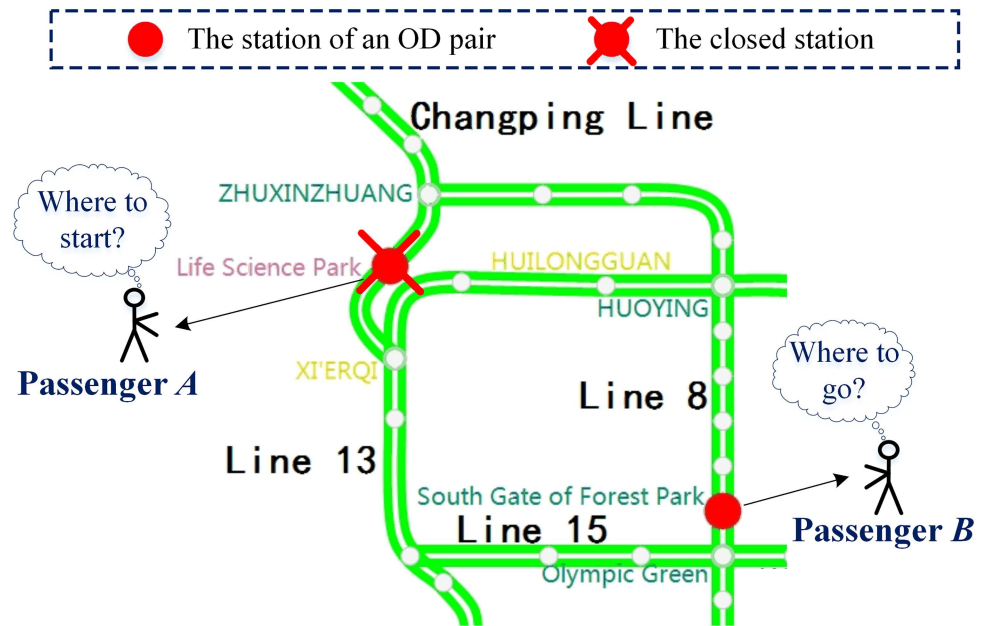 The station of an OD pair
The closed station
Changping Line
Where to
start?
ZHUXINZHUANG
Life Science Park
HUILONGGUAN
HUOYING
Passenger A
XI'ERQI
Where to
go?
Line 8
Line 13
South Gate of Forest Park
Line 15
Passenger B
Olympic Green